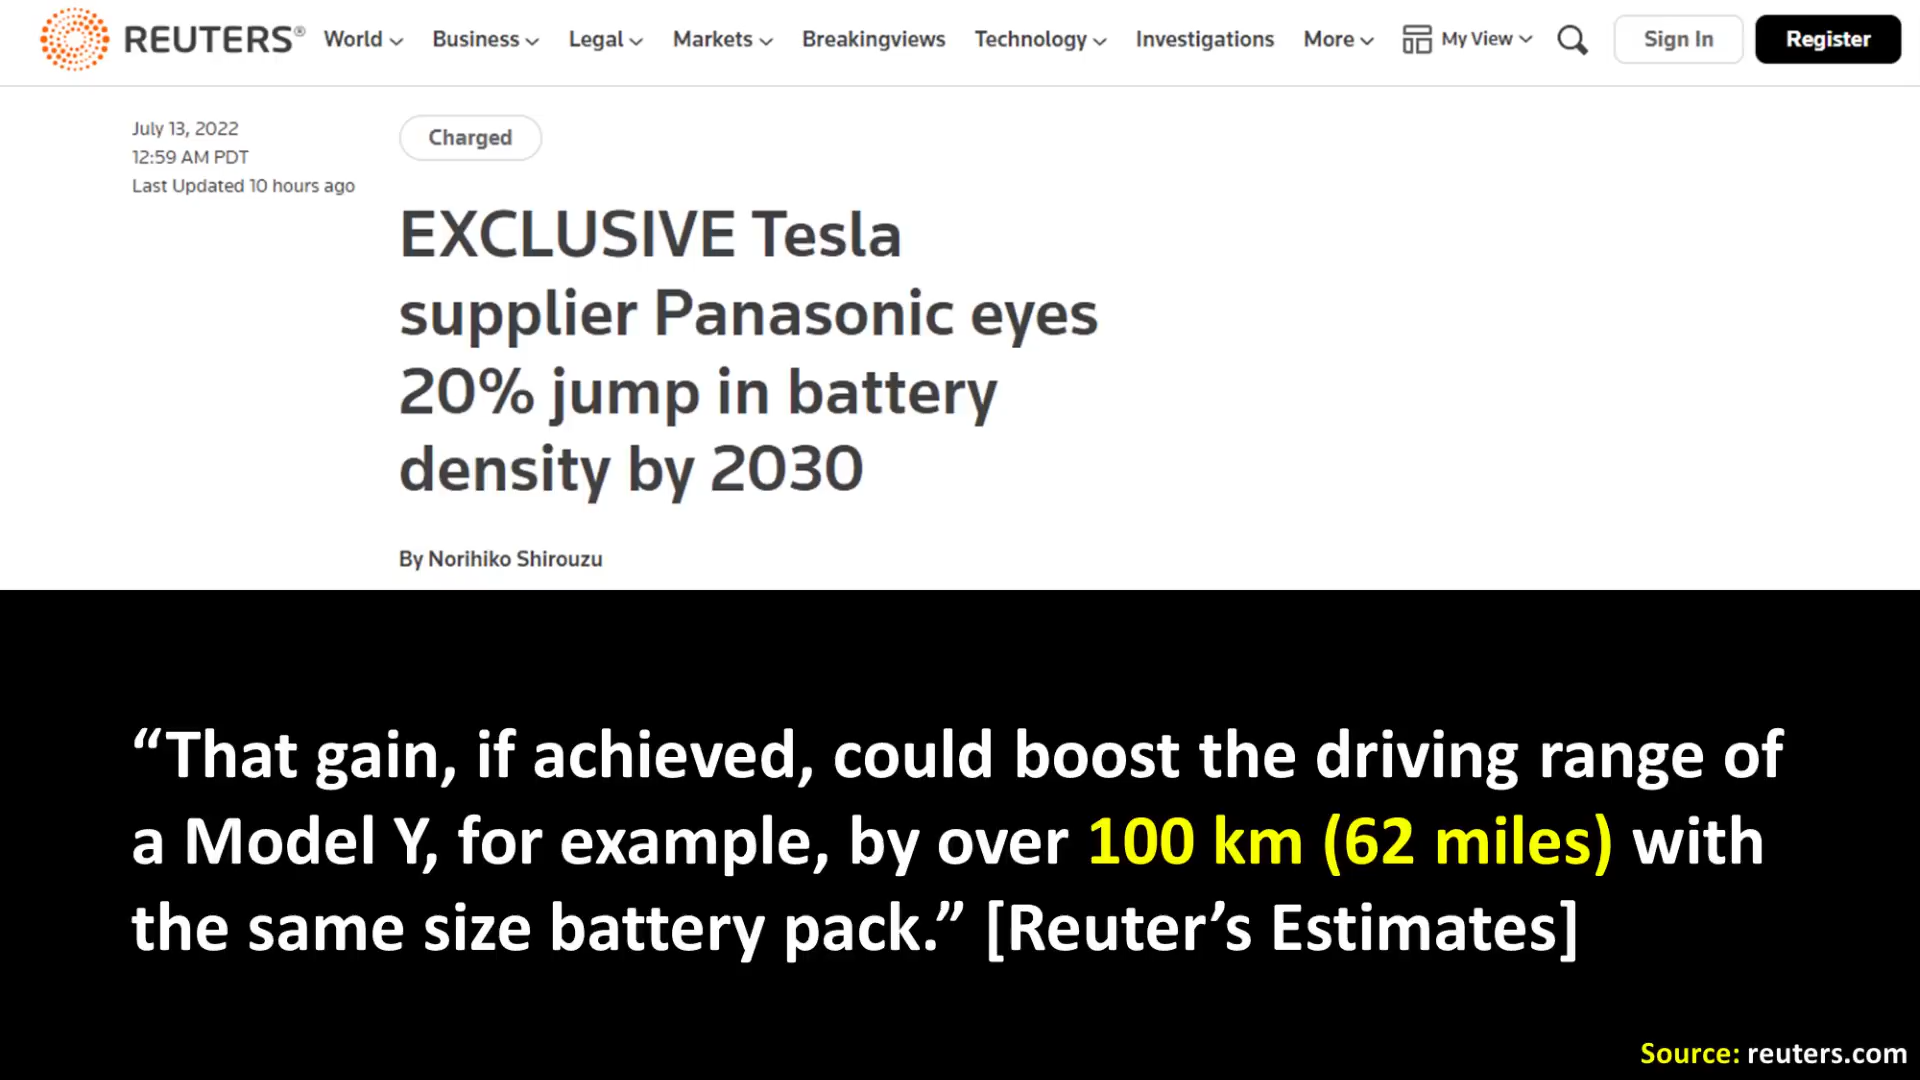 REUTERS® World Business Legal Markets Breakingviews Technology Investigations More My View Sign In Register
July 13, 2022
12:59 AM PDT
Last Updated 10 hours ago
Charged
EXCLUSIVE Tesla
supplier Panasonic eyes
20% jump in battery
density by 2030
By Norihiko Shirouzu
“That gain, if achieved, could boost the driving range of
a Model Y, for example, by over 100 km (62 miles) with
the same size battery pack.” [Reuter’s Estimates]
Source: reuters.com